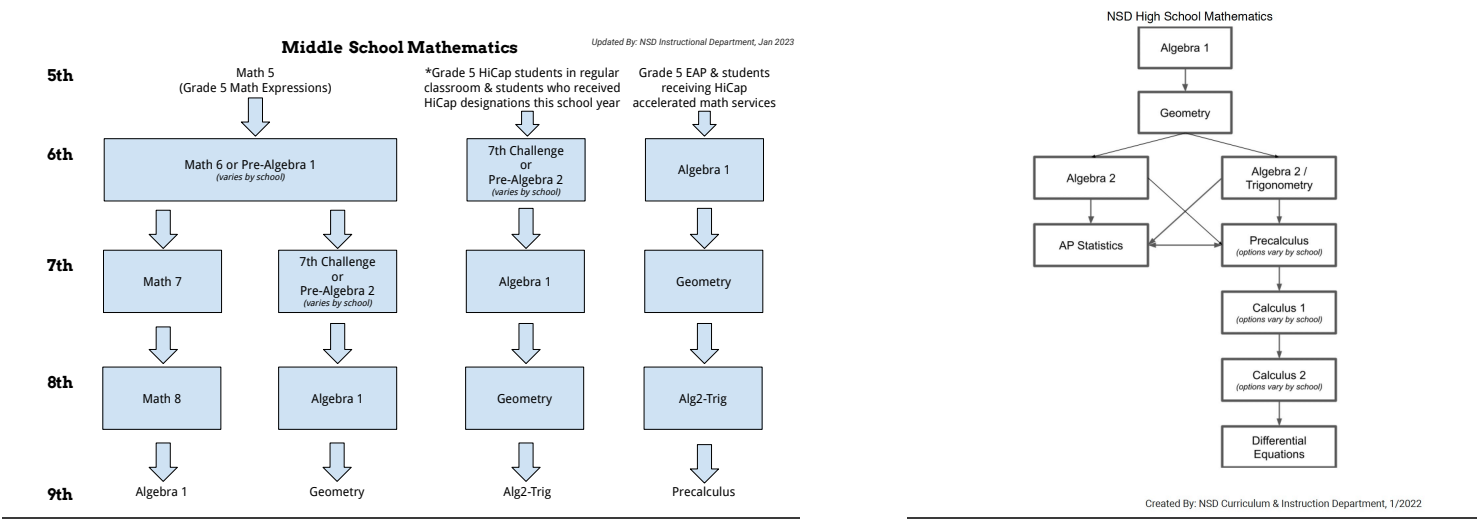 Middle School Mathematics
Updated By: NSD Instructional Department, Jan 2023
5th
Math 5
(Grade 5 Math Expressions)
*Grade 5 HiCap students in regular
classroom & students who received
HiCap designations this school year
Grade 5 EAP & students
receiving HiCap
accelerated math services
6th
Math 6 or Pre-Algebra 1
(varies by school)
7th Challenge
or
Pre-Algebra 2
(varies by school)
Algebra 1
7th
Math 7
7th Challenge
or
Pre-Algebra 2
(varies by school)
Algebra 1
Geometry
8th
Math 8
Algebra 1
Geometry
Alg2-Trig
9th
Algebra 1
Geometry
Alg2-Trig
Precalculus
NSD High School Mathematics
Algebra 1
Geometry
Algebra 2
Algebra 2 /
Trigonometry
AP Statistics
Precalculus
(options vary by school)
Calculus 1
(options vary by school)
Calculus 2
(options vary by school)
Differential
Equations
Created By: NSD Curriculum & Instruction Department, 1/2022